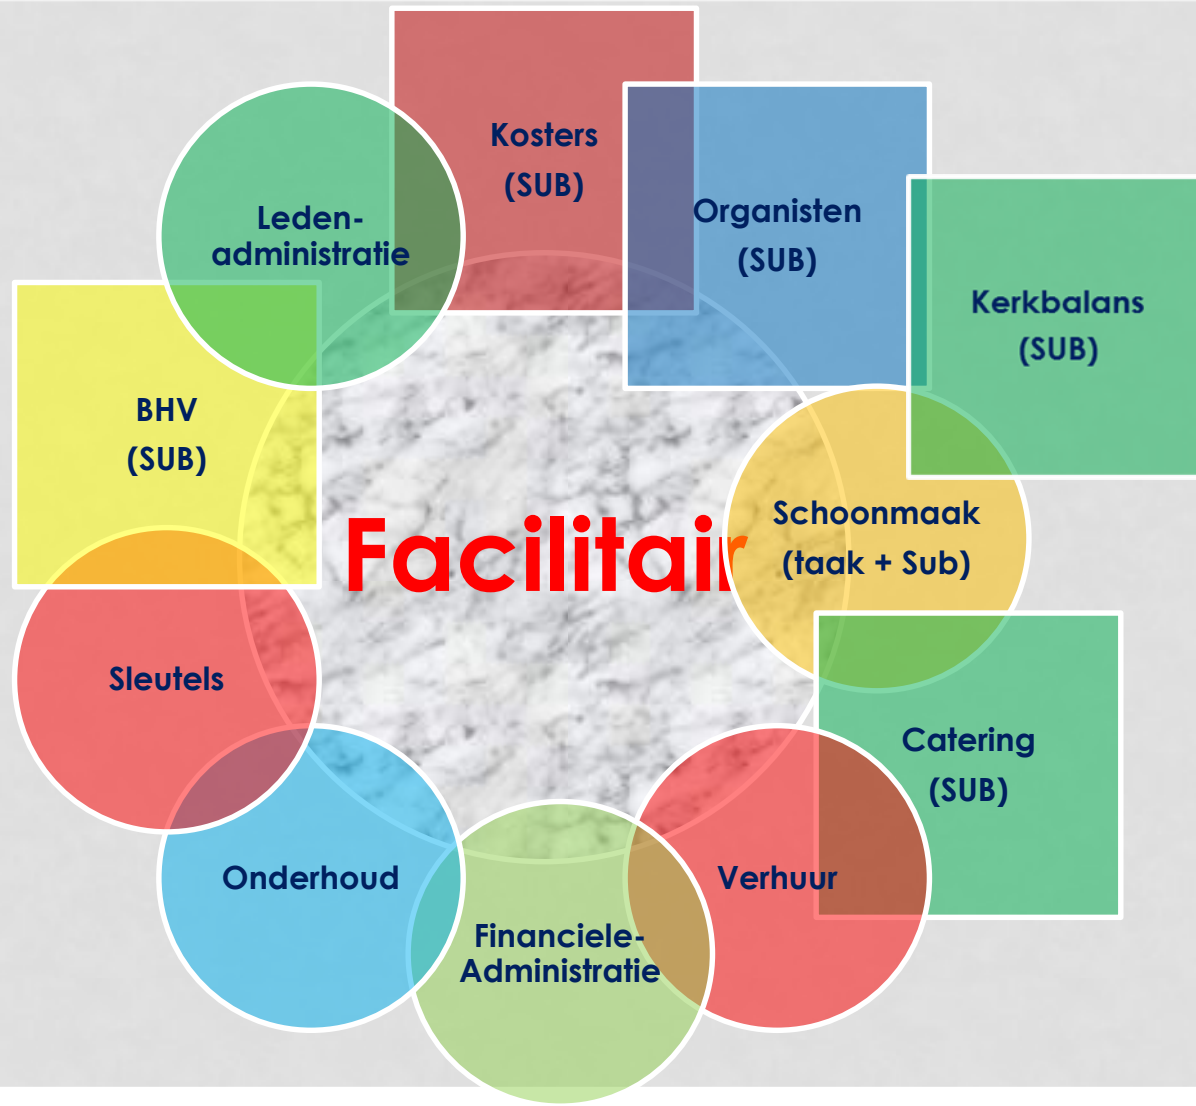 Kosters
(SUB)
Organisten
(SUB)
Leden-
administratie
Kerkbalans
(SUB)
BHV
(SUB)
Facilitair
Schoonmaak
(taak + Sub)
Sleutels
Catering
(SUB)
Onderhoud
Verhuur
Financiele-
Administratie